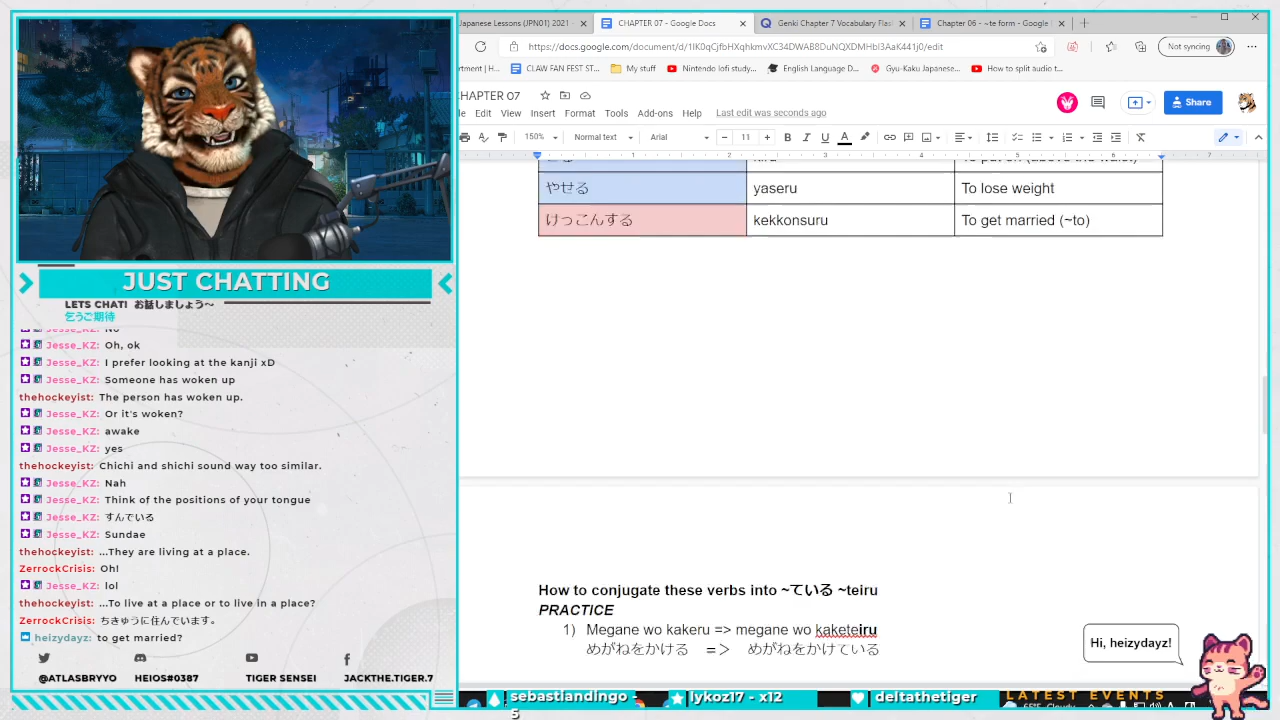 Japanese Lessons (JPN01) 2021 -
CHAPTER 07 - Google Docs
Genki Chapter 7 Vocabulary Flas
Chapter 06 - ~te form - Google
Not syncing
CLAW FAN FEST ST...
My stuff
Nintendo lofi study...
English Language D...
Gyu-Kaku Japanese...
How to split audio t...
CHAPTER 07
Edit View Insert Format Tools Add-ons Help Last edit was seconds ago
Share
150% Normal text Arial 11
やせる yaseru To lose weight
けっこんする kekkonsuru To get married (~to)
How to conjugate these verbs into ~ている ~teiru
PRACTICE
1) Megane wo kakeru => megane wo kaketeiru
めがねをかける => めがねをかけている
Hi, heizydayz!
JUST CHATTING
LETS CHAT! お話しましょう～
乞うご期待
Jesse_KZ: No
Jesse_KZ: Oh, ok
Jesse_KZ: I prefer looking at the kanji xD
Jesse_KZ: Someone has woken up
thehockeyist: The person has woken up.
Jesse_KZ: Or it's woken?
Jesse_KZ: awake
Jesse_KZ: yes
thehockeyist: Chichi and shichi sound way too similar.
Jesse_KZ: Nah
Jesse_KZ: Think of the positions of your tongue
Jesse_KZ: すんでいる
Jesse_KZ: Sundae
thehockeyist: ...They are living at a place.
ZerrockCrisis: Oh!
Jesse_KZ: lol
thehockeyist: ...To live at a place or to live in a place?
ZerrockCrisis: ちきゅうに住んでいます。
heizydayz: to get married?
@ATLASBRYYO HEIOS#0387 TIGER SENSEI JACKTHE.TIGER.7
sebastlandingo - lykoz17 - x12 deltathetiger
5
LATEST EVENTS